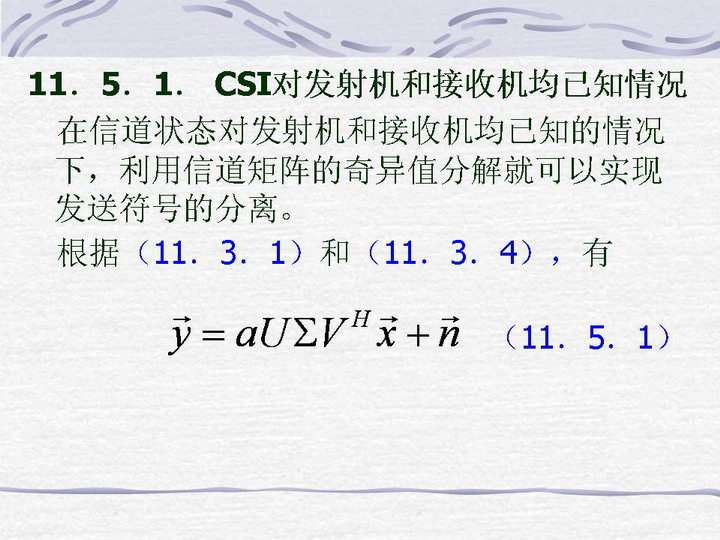 11．5．1． CSI对发射机和接收机均已知情况
在信道状态对发射机和接收机均已知的情况
下，利用信道矩阵的奇异值分解就可以实现
发送符号的分离。
根据（11．3．1）和（11．3．4），有
$\vec{y} = aU\Sigma V^{H}\vec{x} + \vec{n}$ （11．5．1）